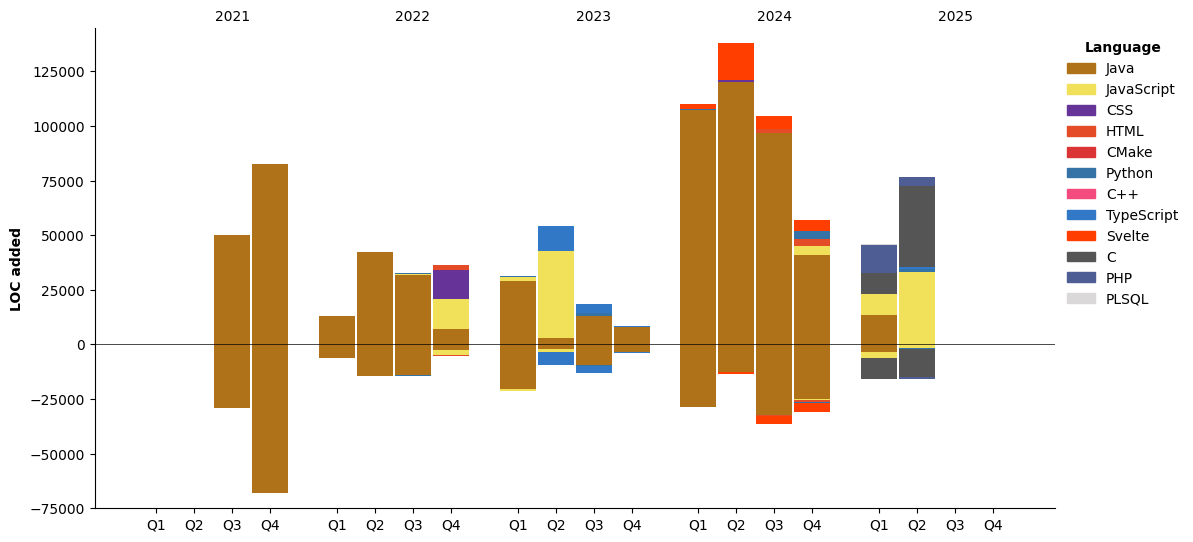 2021 2022 2023 2024 2025
LOC added
125000
100000
75000
50000
25000
0
−25000
−50000
−75000
Q1 Q2 Q3 Q4 Q1 Q2 Q3 Q4 Q1 Q2 Q3 Q4 Q1 Q2 Q3 Q4 Q1 Q2 Q3 Q4
Language
Java
JavaScript
CSS
HTML
CMake
Python
C++
TypeScript
Svelte
C
PHP
PLSQL